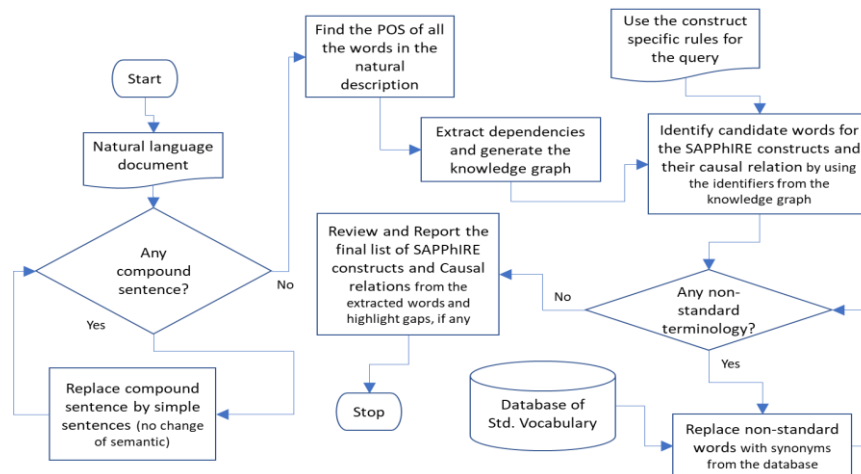 Start
Natural language
document
Any
compound
sentence?
No
Yes
Replace compound
sentence by simple
sentences (no change
of semantic)
Find the POS of all
the words in the
natural
description
Extract dependencies
and generate the
knowledge graph
Use the construct
specific rules for
the query
Identify candidate words for
the SAPPhIRE constructs and
their causal relation by using
the identifiers from the
knowledge graph
Any non-
standard
terminology?
No
Yes
Review and Report the
final list of SAPPhIRE
constructs and Causal
relations from the
extracted words and
highlight gaps, if any
Stop
Database of
Std. Vocabulary
Replace non-standard
words with synonyms
from the database